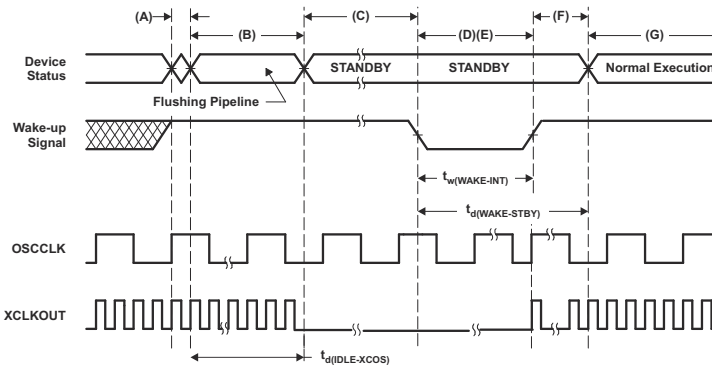 (A)
(B)
(C)
(D)(E)
(F)
(G)
Device
Status
STANDBY
STANDBY
Normal Execution
Flushing Pipeline
Wake-up
Signal
tw(WAKE-INT)
td(WAKE-STBY)
OSCCLK
XCLKOUT
td(IDLE-XCOS)